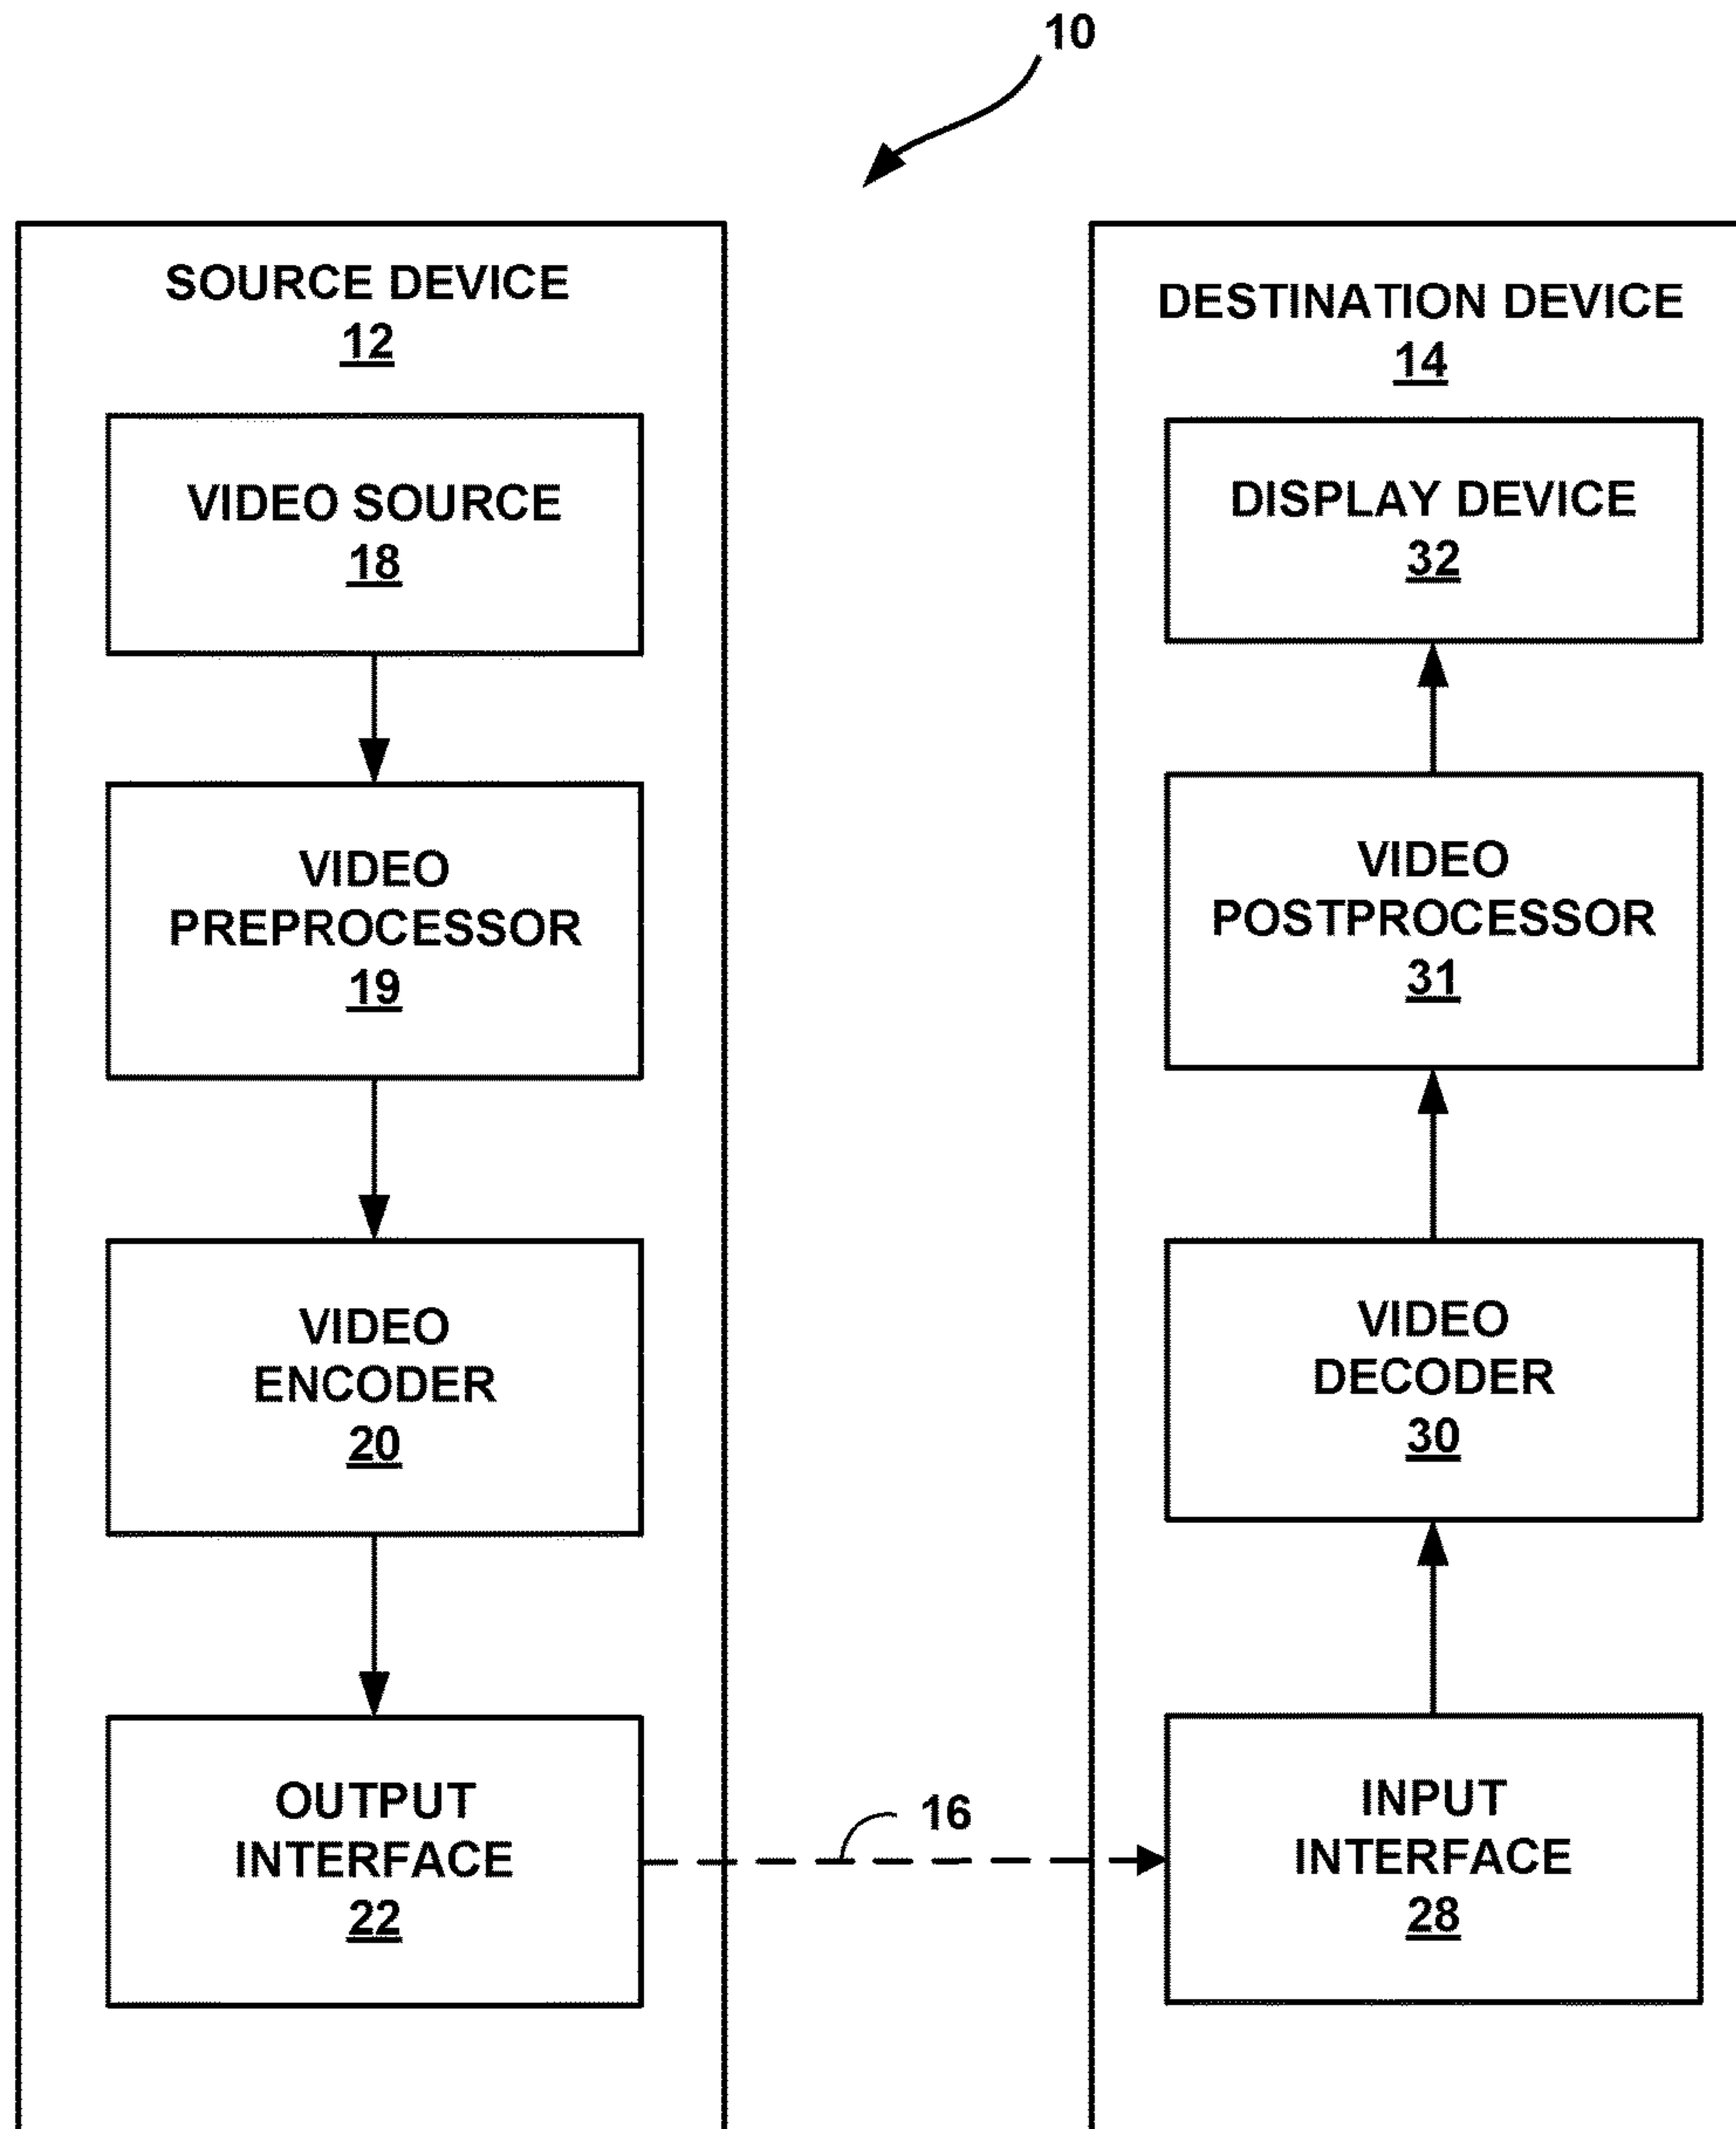 10
SOURCE DEVICE
12
VIDEO SOURCE
18
VIDEO
PREPROCESSOR
19
VIDEO
ENCODER
20
OUTPUT
INTERFACE
22
16
DESTINATION DEVICE
14
DISPLAY DEVICE
32
VIDEO
POSTPROCESSOR
31
VIDEO
DECODER
30
INPUT
INTERFACE
28